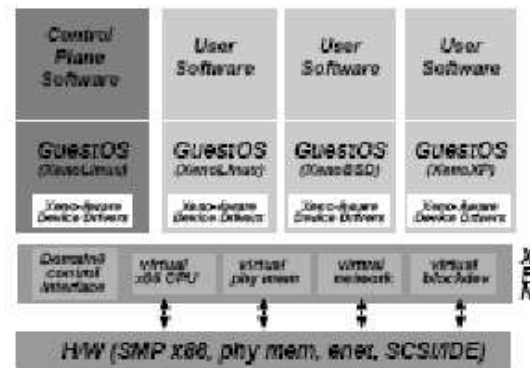 Control
Plane
Software
User
Software
User
Software
User
Software
GuestOS
(XenoLinux)
Xeno-Aware
Device Drivers
GuestOS
(XenoLinux)
Xeno-Aware
Device Drivers
GuestOS
(XenoBSD)
Xeno-Aware
Device Drivers
GuestOS
(XenoXP)
Xeno-Aware
Device Drivers
Domain0
control
interface
virtual
x86 CPU
virtual
phy mem
virtual
network
virtual
blockdev
X
E
N
H/W (SMP x86, phy mem, enet, SCSI/IDE)